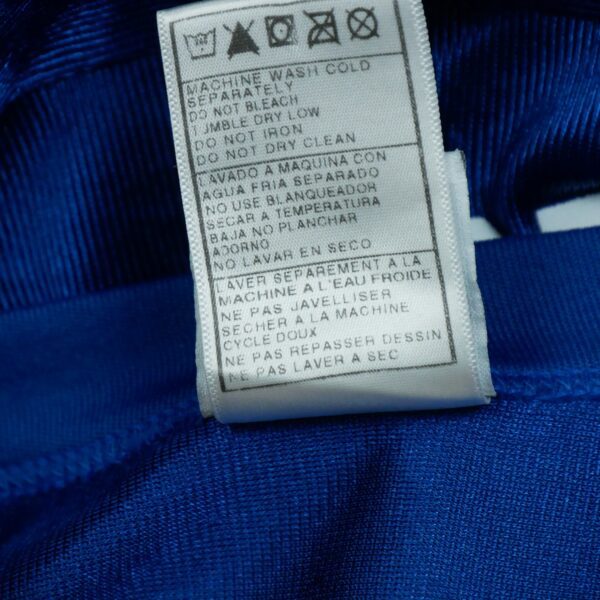 MACHINE WASH COLD
SEPARATELY
DO NOT BLEACH
TUMBLE DRY LOW
DO NOT IRON
DO NOT DRY CLEAN
LAVADO A MAQUINA CON
AGUA FRIA SEPARADO
NO USE BLANQUEADOR
SECAR A TEMPERATURA
BAJA NO PLANCHAR
ADORNO
NO LAVAR EN SECO
LAVER SEPAREMENT A LA
MACHINE A L'EAU FROIDE
NE PAS JAVELLISER
SECHER A LA MACHINE
CYCLE DOUX
NE PAS REPASSER DESSIN
NE PAS LAVER A SEC